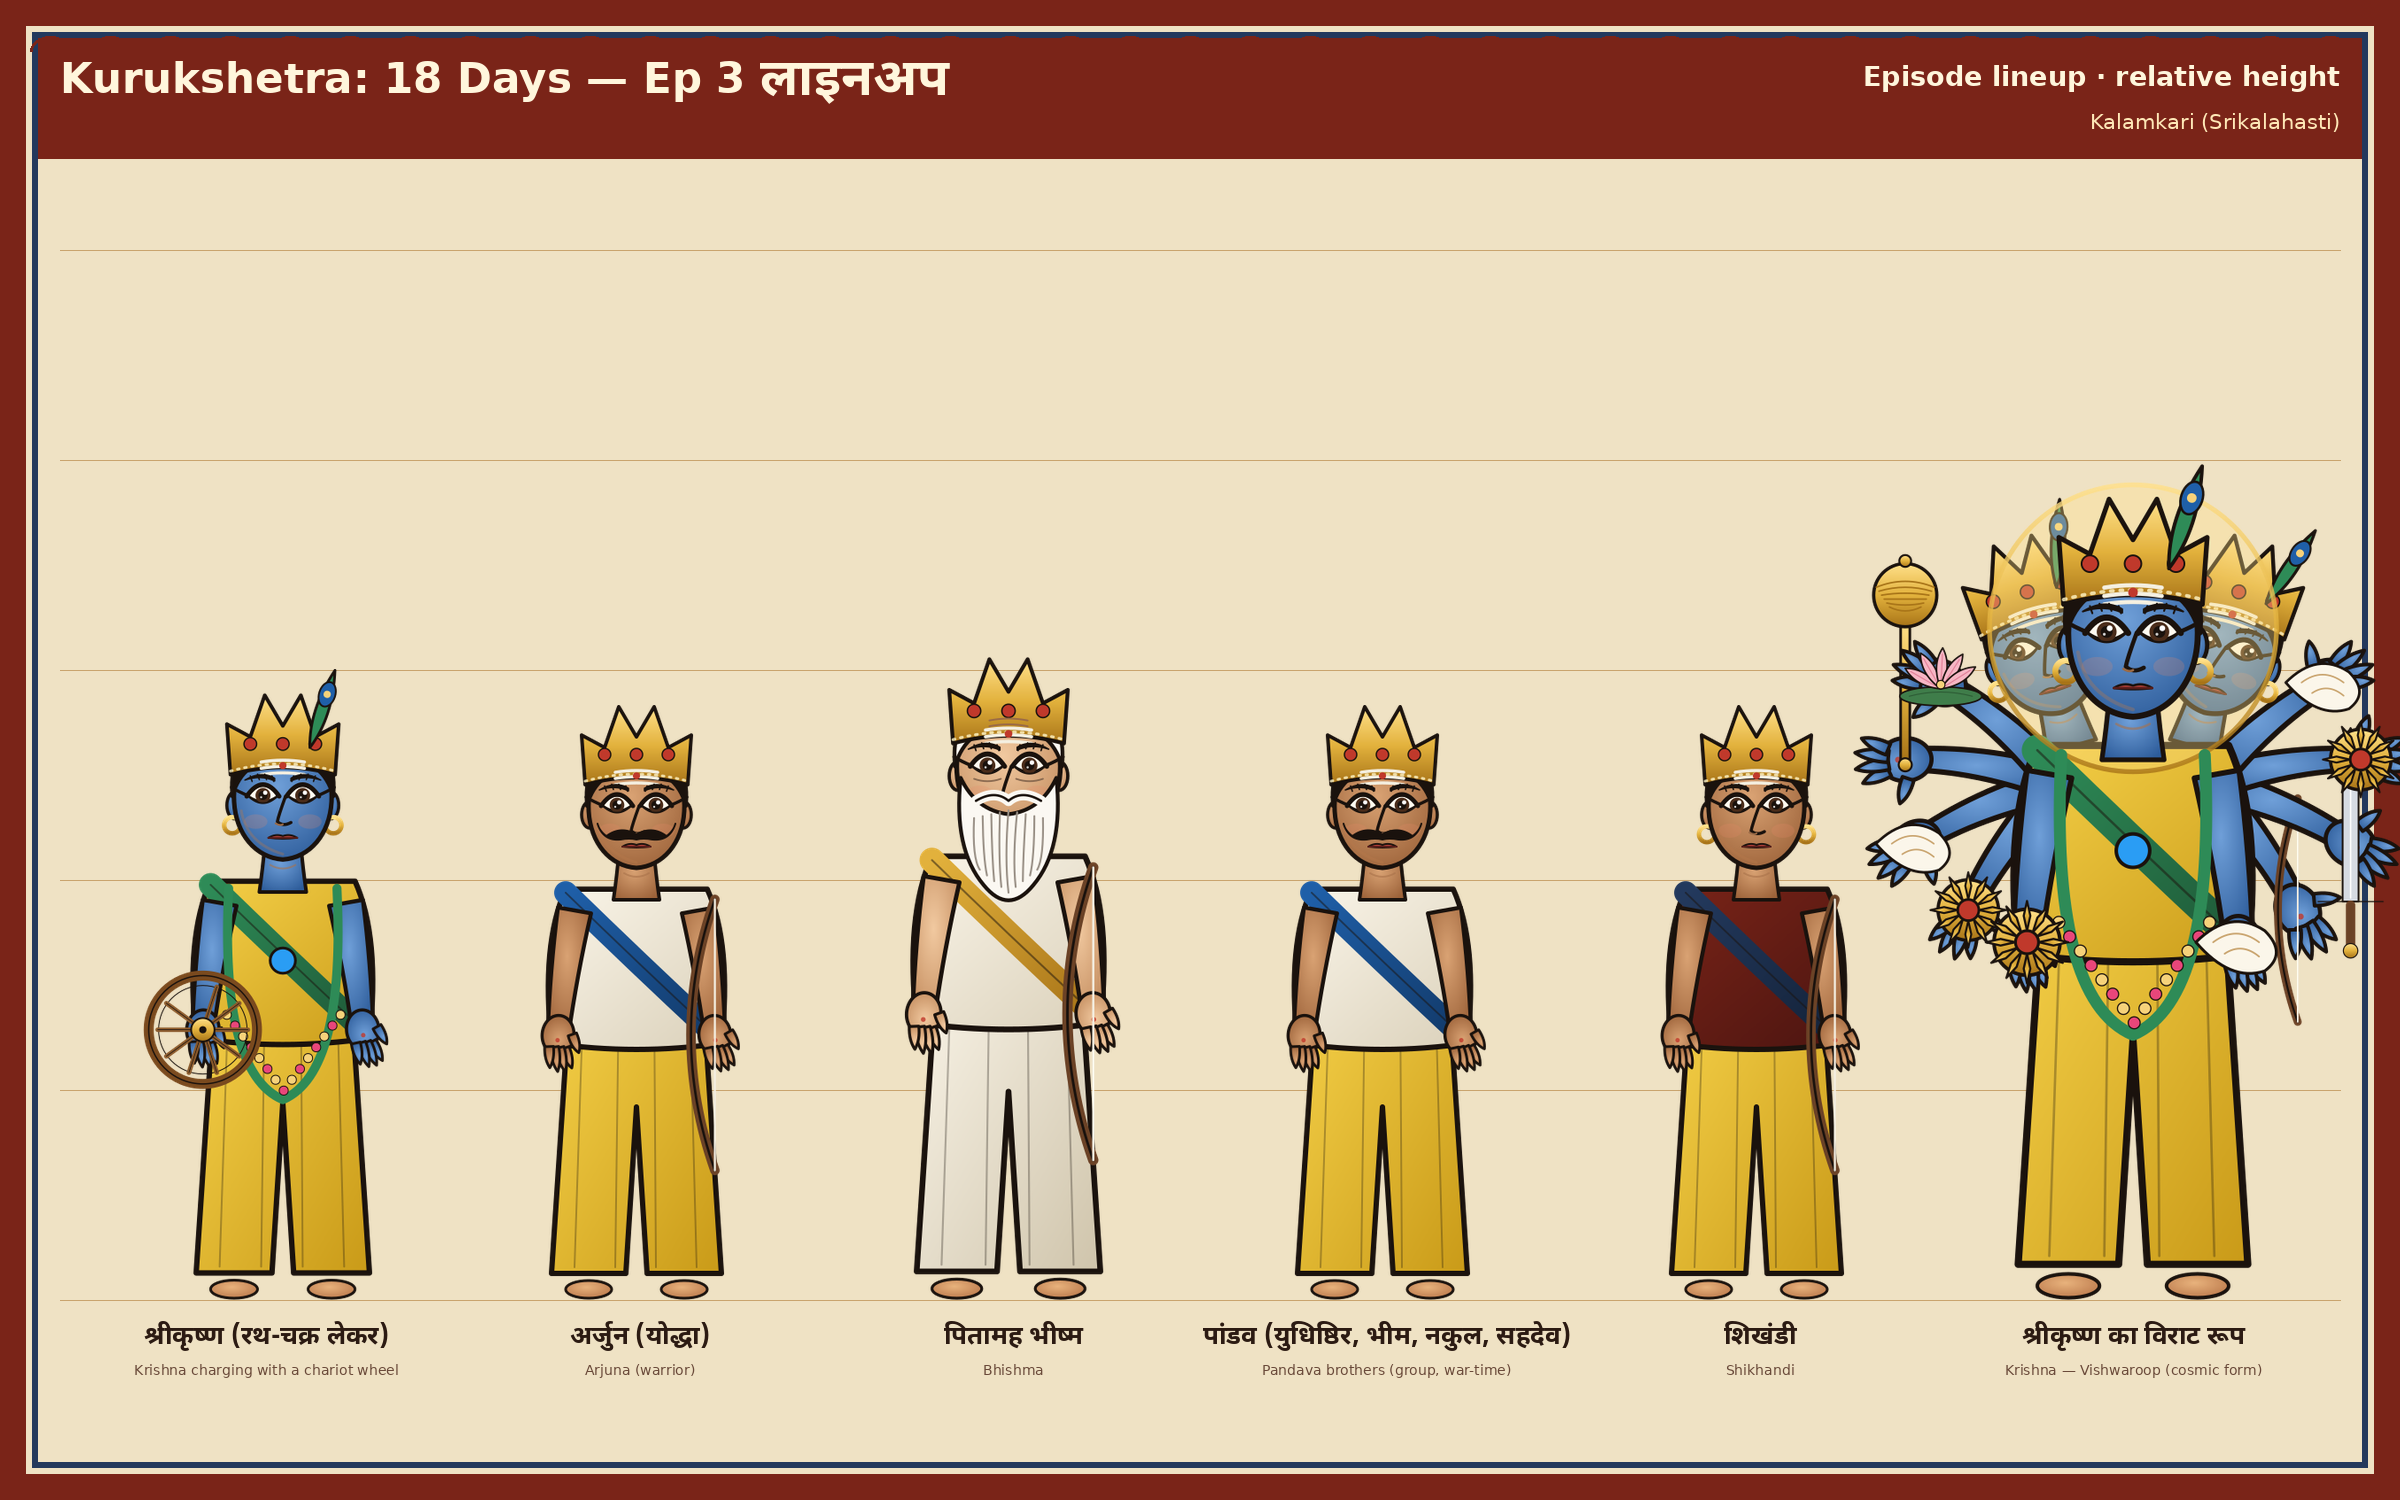 Kurukshetra: 18 Days — Ep 3 लाइनअप
Episode lineup · relative height
Kalamkari (Srikalahasti)
श्रीकृष्ण (रथ-चक्र लेकर)
Krishna charging with a chariot wheel
अर्जुन (योद्धा)
Arjuna (warrior)
पितामह भीष्म
Bhishma
पांडव (युधिष्ठिर, भीम, नकुल, सहदेव)
Pandava brothers (group, war-time)
शिखंडी
Shikhandi
श्रीकृष्ण का विराट रूप
Krishna — Vishwaroop (cosmic form)